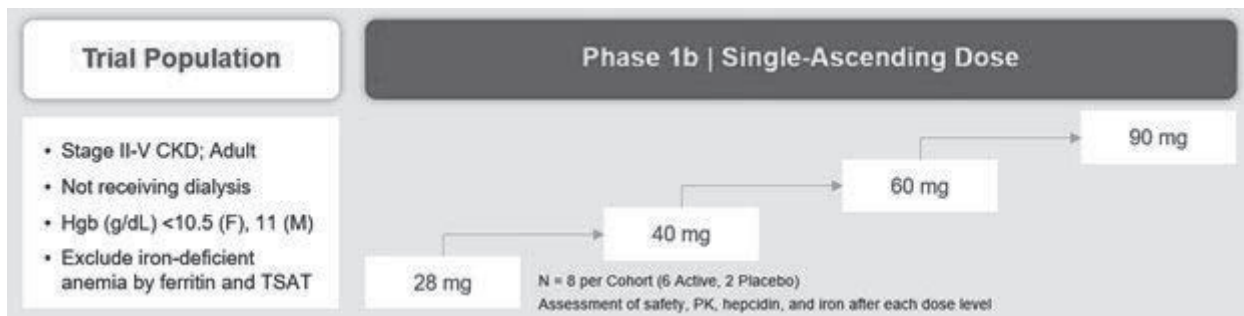 Trial Population
Phase 1b | Single-Ascending Dose
• Stage II-V CKD; Adult
• Not receiving dialysis
• Hgb (g/dL) <10.5 (F), 11 (M)
• Exclude iron-deficient
anemia by ferritin and TSAT
28 mg
40 mg
60 mg
90 mg
N = 8 per Cohort (6 Active, 2 Placebo)
Assessment of safety, PK, hepcidin, and iron after each dose level